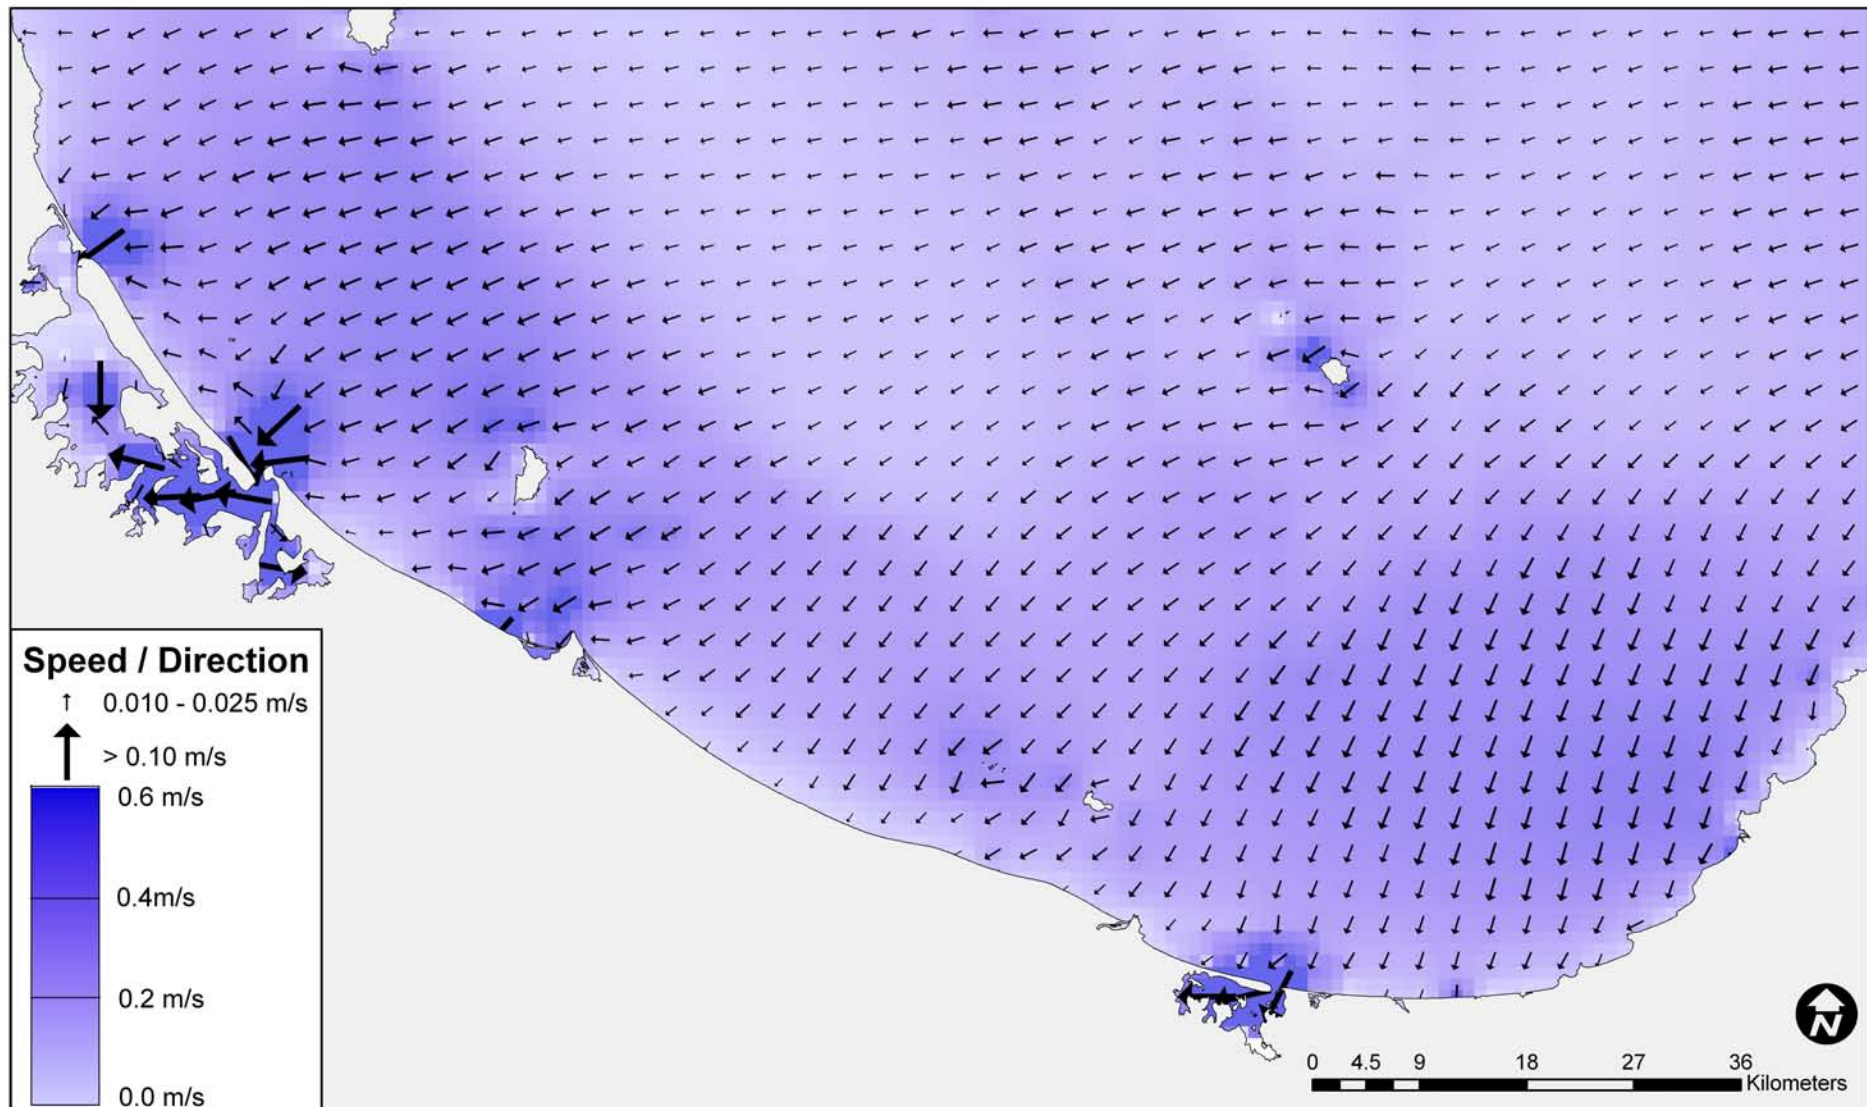 Speed / Direction
0.010 - 0.025 m/s
> 0.10 m/s
0.6 m/s
0.4m/s
0.2 m/s
0.0 m/s
N
0 4.5 9 18 27 36
Kilometers